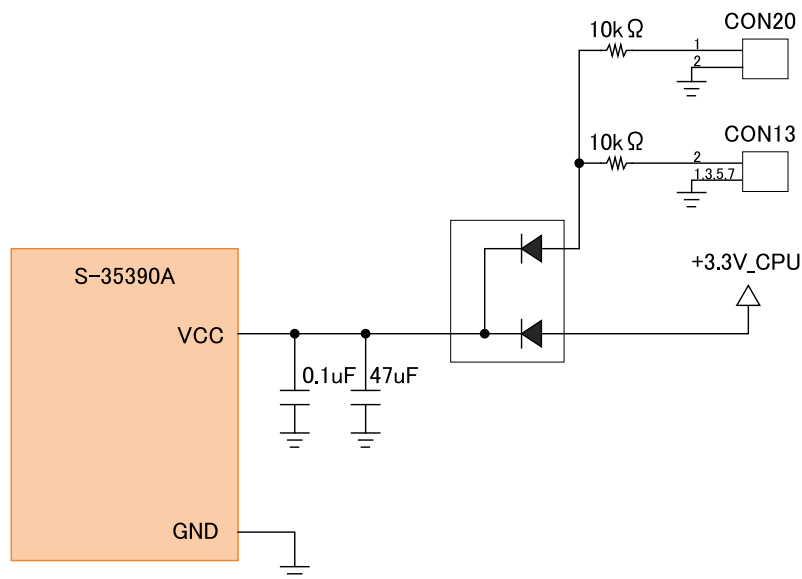 10kΩ
CON20
1
2
10kΩ
CON13
2
1,3,5,7
+3.3V_CPU
S-35390A
VCC
0.1uF
47uF
GND